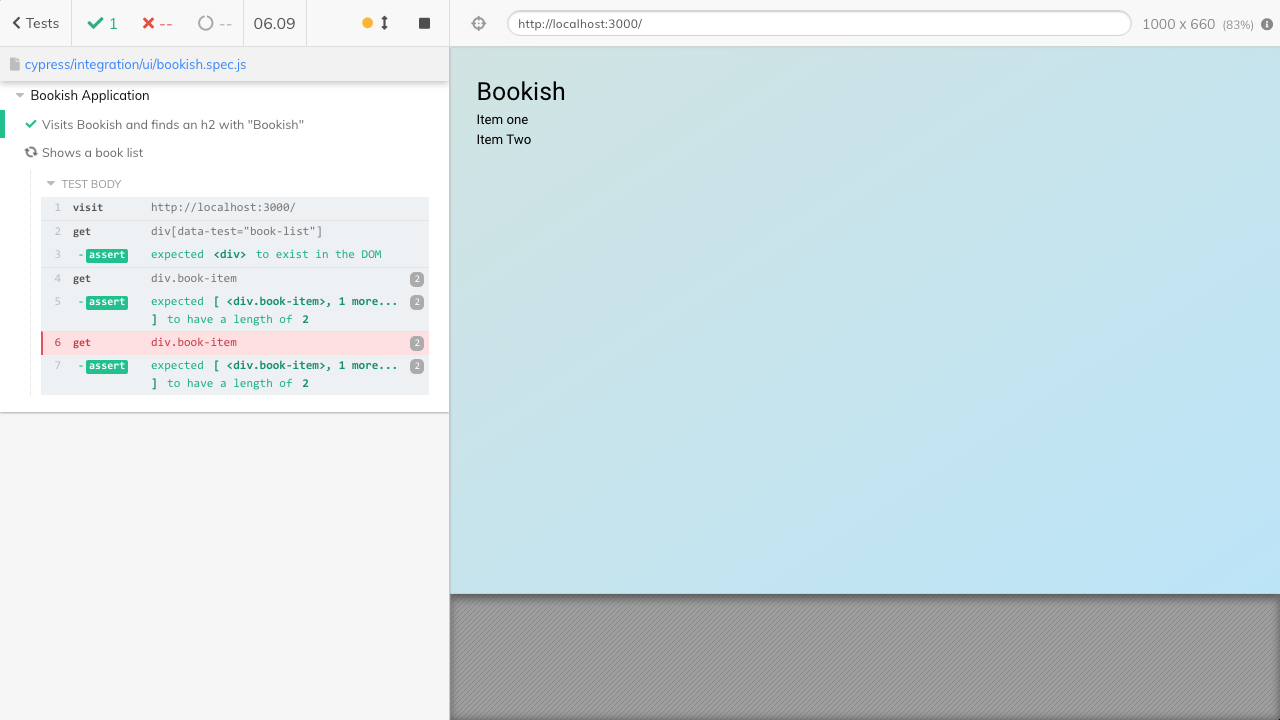 Tests 1 -- -- 06.09
http://localhost:3000/ 1000 x 660 (83%)
cypress/integration/ui/bookish.spec.js
Bookish Application
Visits Bookish and finds an h2 with "Bookish"
Shows a book list
TEST BODY
1 visit http://localhost:3000/
2 get div[data-test="book-list"]
3 -assert expected <div> to exist in the DOM
4 get div.book-item 2
5 -assert expected [ <div.book-item>, 1 more... 2
] to have a length of 2
6 get div.book-item 2
7 -assert expected [ <div.book-item>, 1 more... 2
] to have a length of 2
Bookish
Item one
Item Two